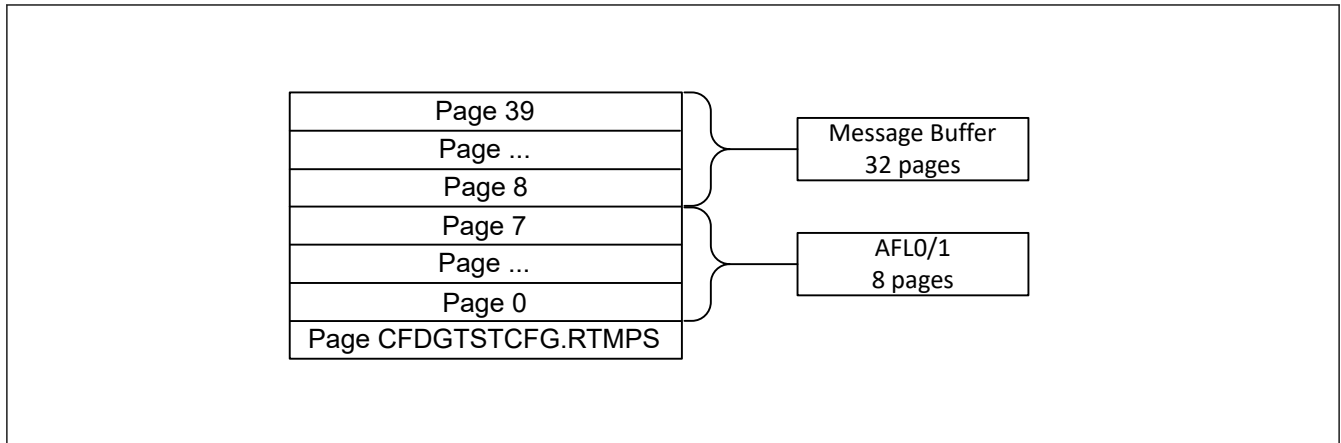 Page 39
Page ...
Page 8
Page 7
Page ...
Page 0
Page CFDGTSTCFG.RTMPS
Message Buffer
32 pages
AFL0/1
8 pages